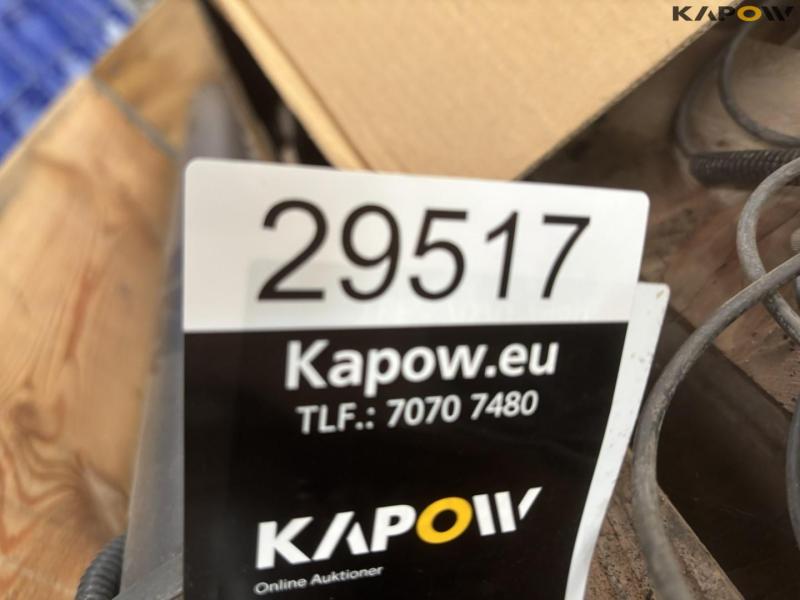 KAPOW
29517
Kapow.eu
TLF.: 7070 7480
KAPOW
Online Auktioner